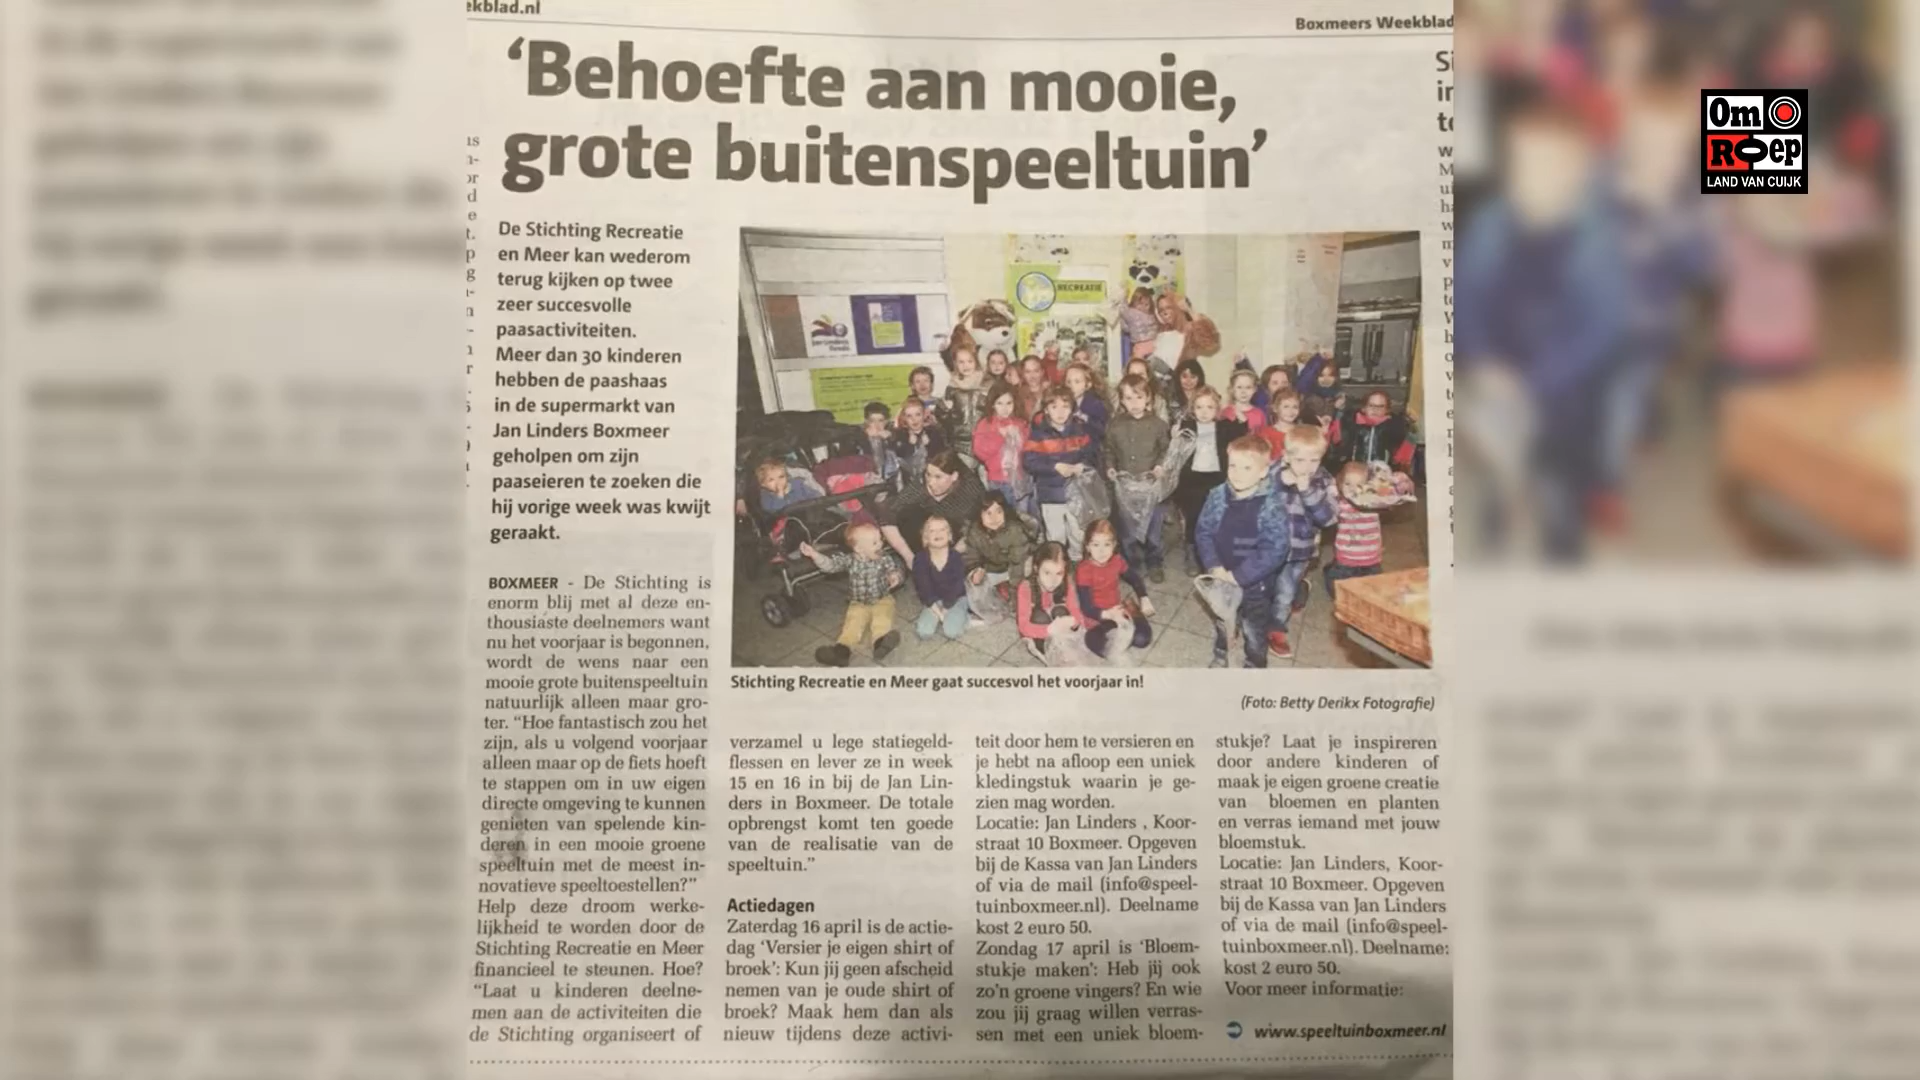 ekblad.nl
Boxmeers Weekblad
‘Behoefte aan mooie,
grote buitenspeeltuin’
De Stichting Recreatie
en Meer kan wederom
terug kijken op twee
zeer succesvolle
paasactiviteiten.
Meer dan 30 kinderen
hebben de paashaas
in de supermarkt van
Jan Linders Boxmeer
geholpen om zijn
paaseieren te zoeken die
hij vorige week was kwijt
geraakt.
BOXMEER - De Stichting is
enorm blij met al deze en-
thousiaste deelnemers want
nu het voorjaar is begonnen,
wordt de wens naar een
mooie grote buitenspeeltuin
natuurlijk alleen maar gro-
ter. “Hoe fantastisch zou het
zijn, als u volgend voorjaar
alleen maar op de fiets hoeft
te stappen om in uw eigen
directe omgeving te kunnen
genieten van spelende kin-
deren in een mooie groene
speeltuin met de meest in-
novatieve speeltoestellen?”
Help deze droom werke-
lijkheid te worden door de
Stichting Recreatie en Meer
financieel te steunen. Hoe?
“Laat u kinderen deelne-
men aan de activiteiten die
de Stichting organiseert of
RECREATIE
Stichting Recreatie en Meer gaat succesvol het voorjaar in!
(Foto: Betty Derikx Fotografie)
verzamel u lege statiegeld-
flessen en lever ze in week
15 en 16 in bij de Jan Lin-
ders in Boxmeer. De totale
opbrengst komt ten goede
van de realisatie van de
speeltuin.”
Actiedagen
Zaterdag 16 april is de actie-
dag ‘Versier je eigen shirt of
broek’: Kun jij geen afscheid
nemen van je oude shirt of
broek? Maak hem dan als
nieuw tijdens deze activi-
teit door hem te versieren en
je hebt na afloop een uniek
kledingstuk waarin je ge-
zien mag worden.
Locatie: Jan Linders , Koor-
straat 10 Boxmeer. Opgeven
bij de Kassa van Jan Linders
of via de mail (info@speel-
tuinboxmeer.nl). Deelname
kost 2 euro 50.
Zondag 17 april is ‘Bloem-
stukje maken’: Heb jij ook
zo’n groene vingers? En wie
zou jij graag willen verras-
sen met een uniek bloem-
stukje? Laat je inspireren
door andere kinderen of
maak je eigen groene creatie
van bloemen en planten
en verras iemand met jouw
bloemstuk.
Locatie: Jan Linders, Koor-
straat 10 Boxmeer. Opgeven
bij de Kassa van Jan Linders
of via de mail (info@speel-
tuinboxmeer.nl). Deelname:
kost 2 euro 50.
Voor meer informatie:
www.speeltuinboxmeer.nl
Om
Roep
LAND VAN CUIJK